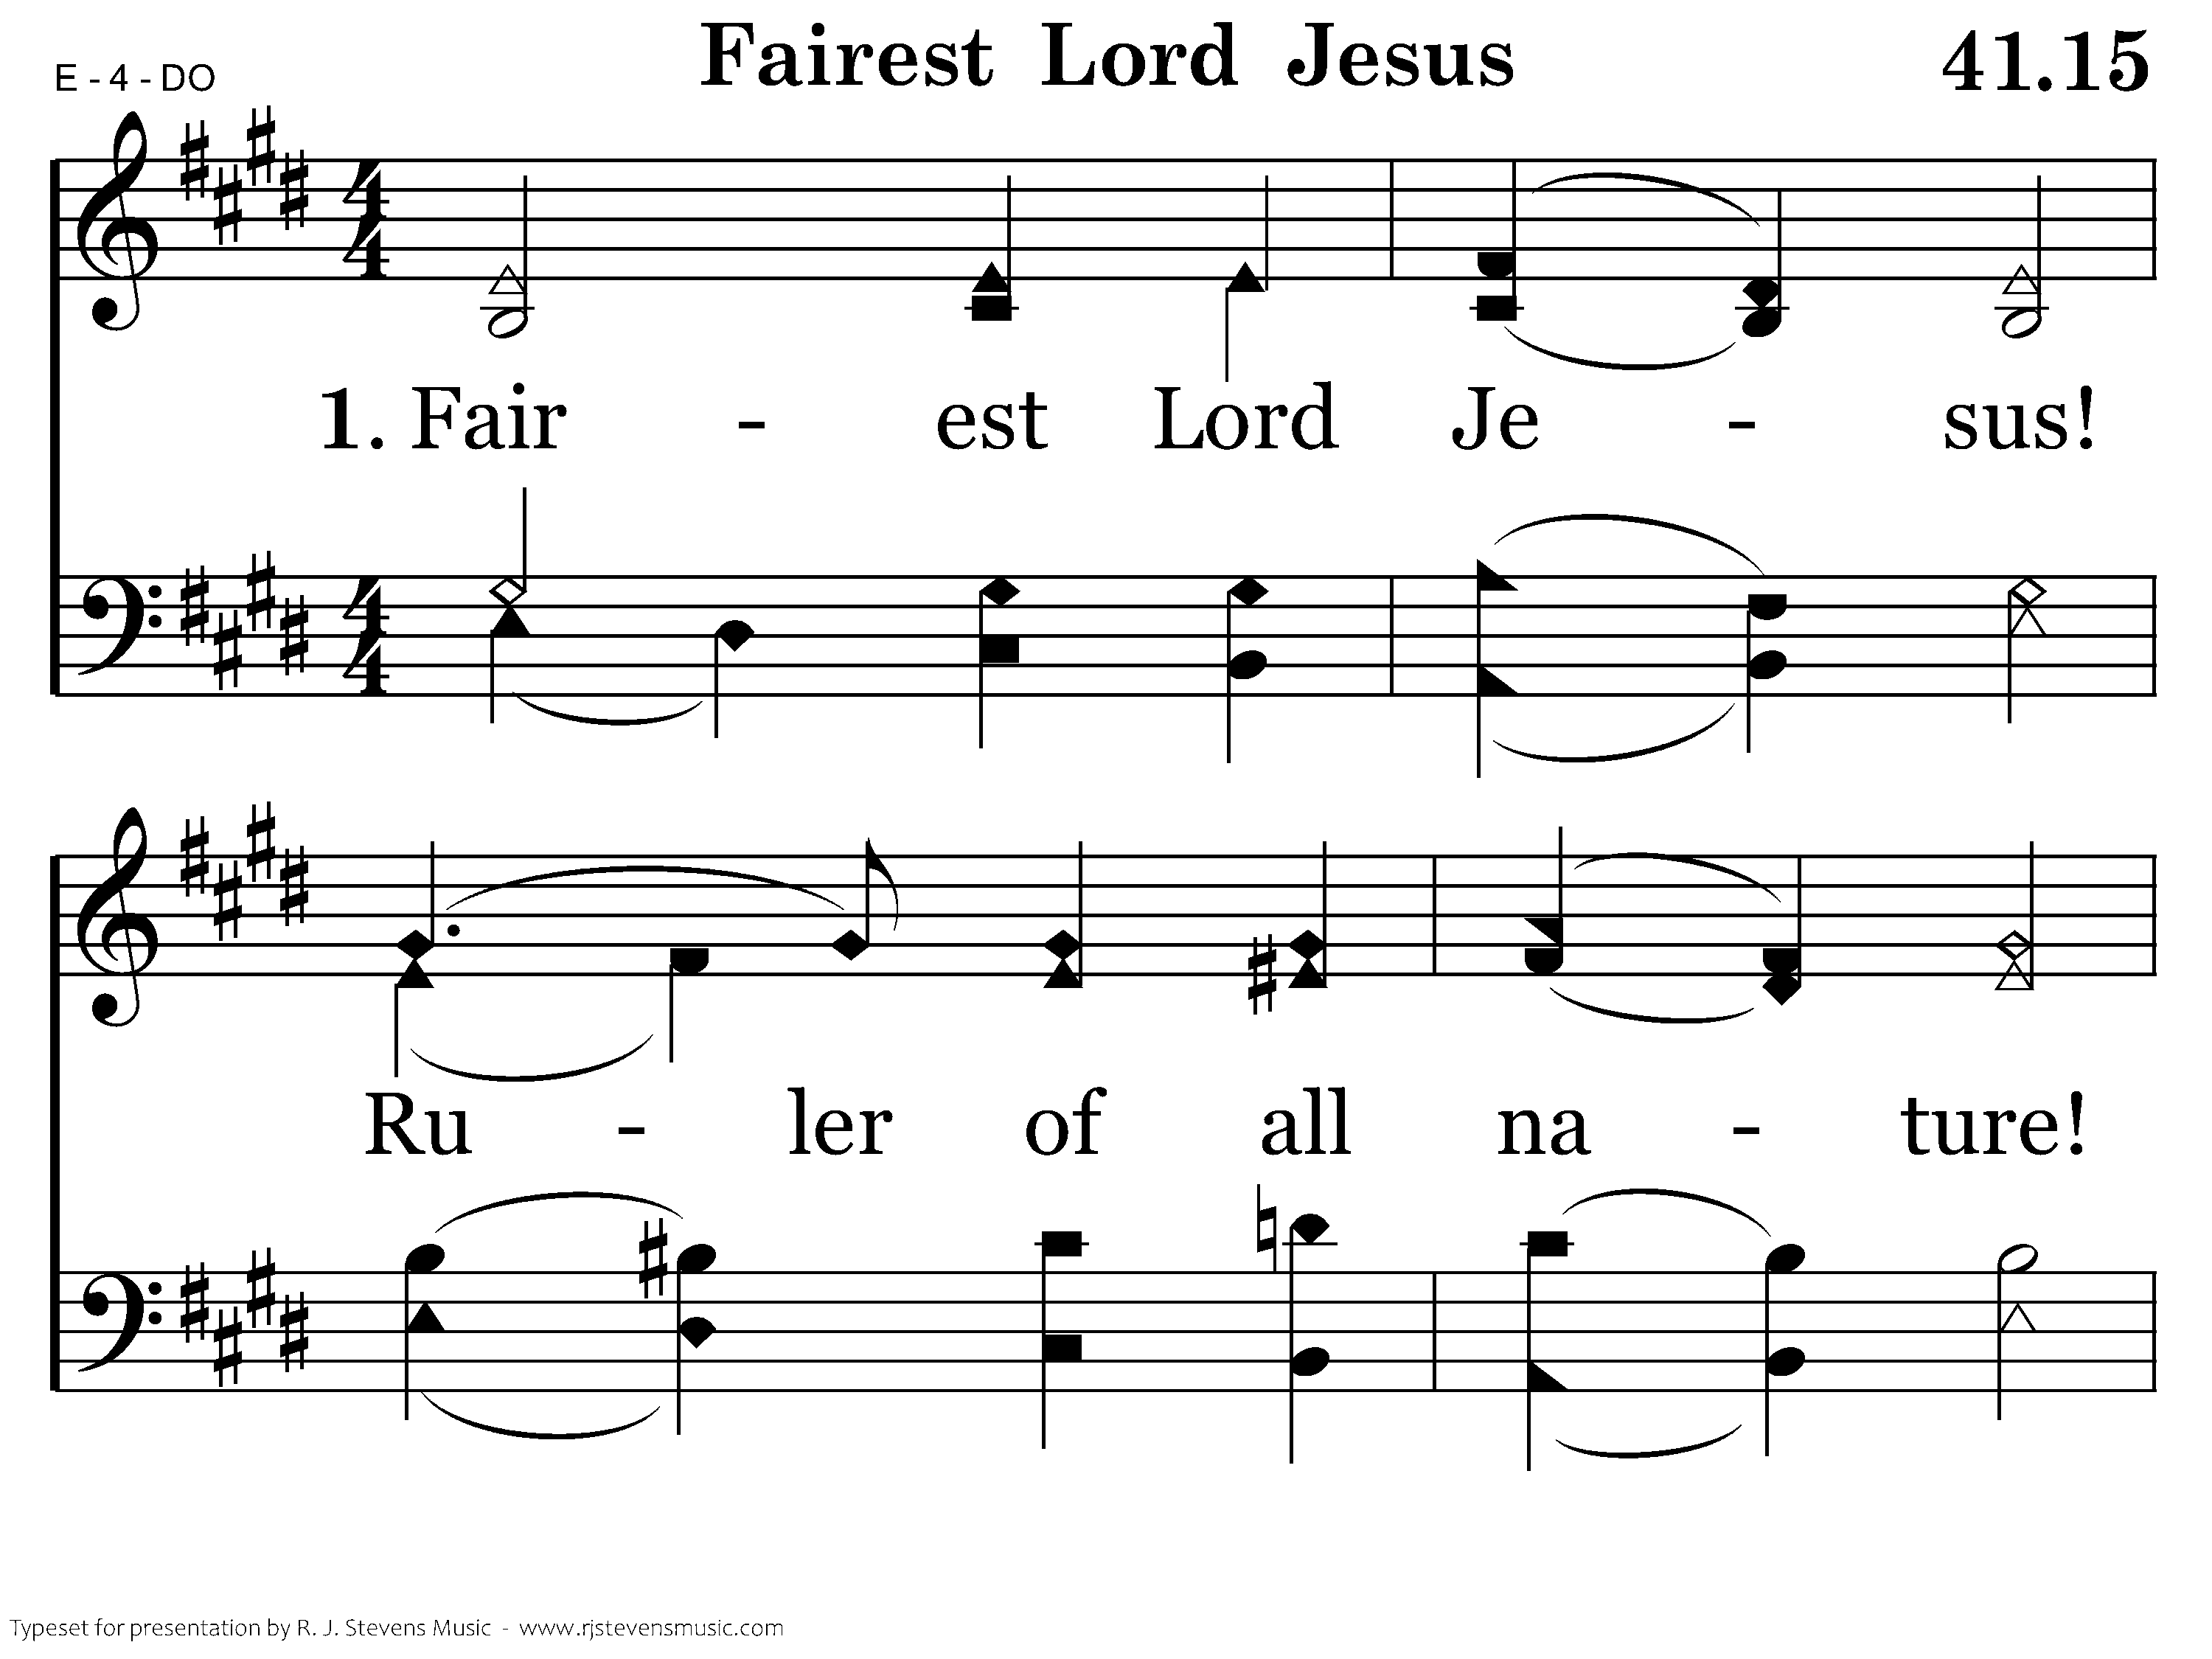 Fairest Lord Jesus
41.15
E - 4 - DO
1. Fair - est Lord Je - sus!
Ru - ler of all na - ture!
Typeset for presentation by R. J. Stevens Music - www.rjstevensmusic.com